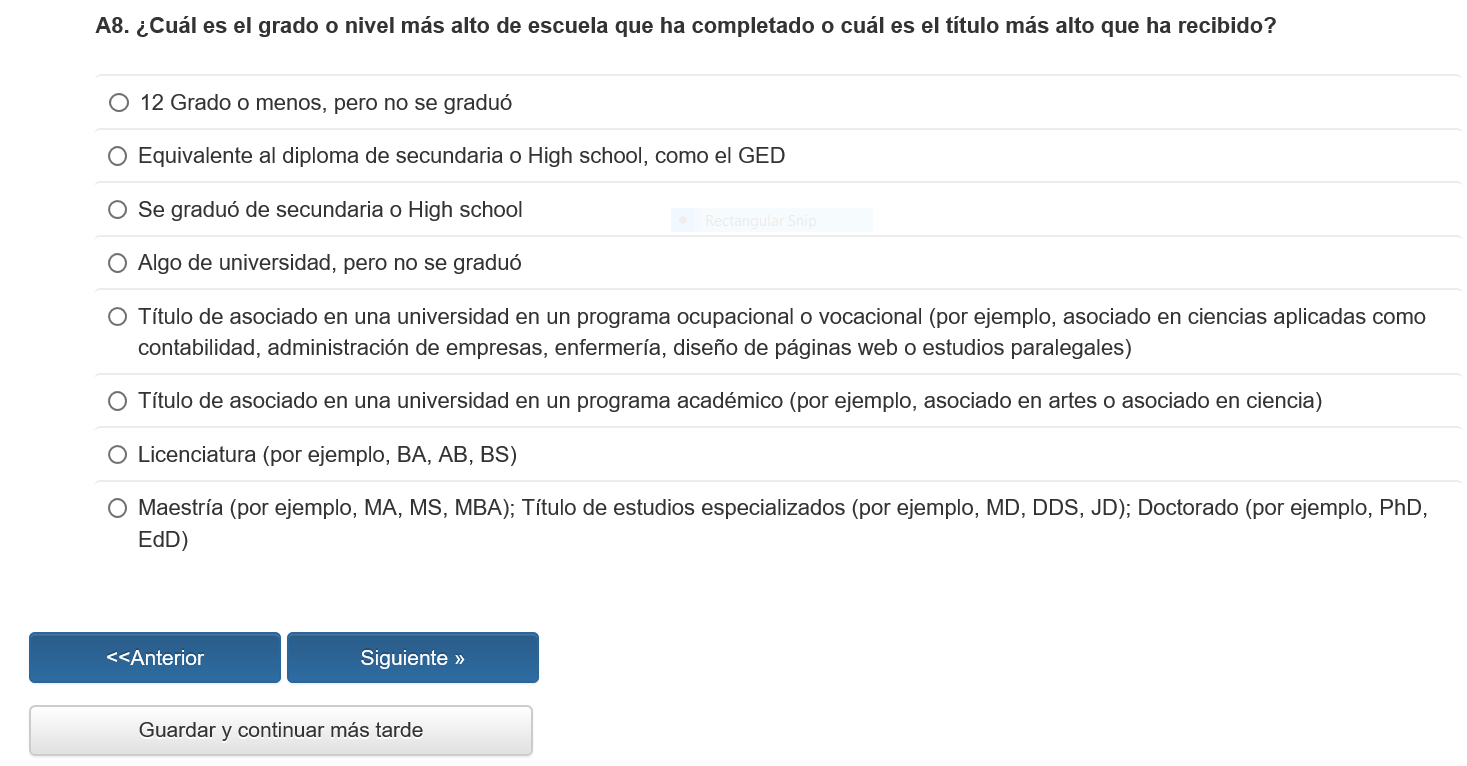 A8. ¿Cuál es el grado o nivel más alto de escuela que ha completado o cuál es el título más alto que ha recibido?
12 Grado o menos, pero no se graduó
Equivalente al diploma de secundaria o High school, como el GED
Se graduó de secundaria o High school
Rectangular Snip
Algo de universidad, pero no se graduó
Título de asociado en una universidad en un programa ocupacional o vocacional (por ejemplo, asociado en ciencias aplicadas como
contabilidad, administración de empresas, enfermería, diseño de páginas web o estudios paralegales)
Título de asociado en una universidad en un programa académico (por ejemplo, asociado en artes o asociado en ciencia)
Licenciatura (por ejemplo, BA, AB, BS)
Maestría (por ejemplo, MA, MS, MBA); Título de estudios especializados (por ejemplo, MD, DDS, JD); Doctorado (por ejemplo, PhD,
EdD)
<<Anterior
Siguiente »
Guardar y continuar más tarde